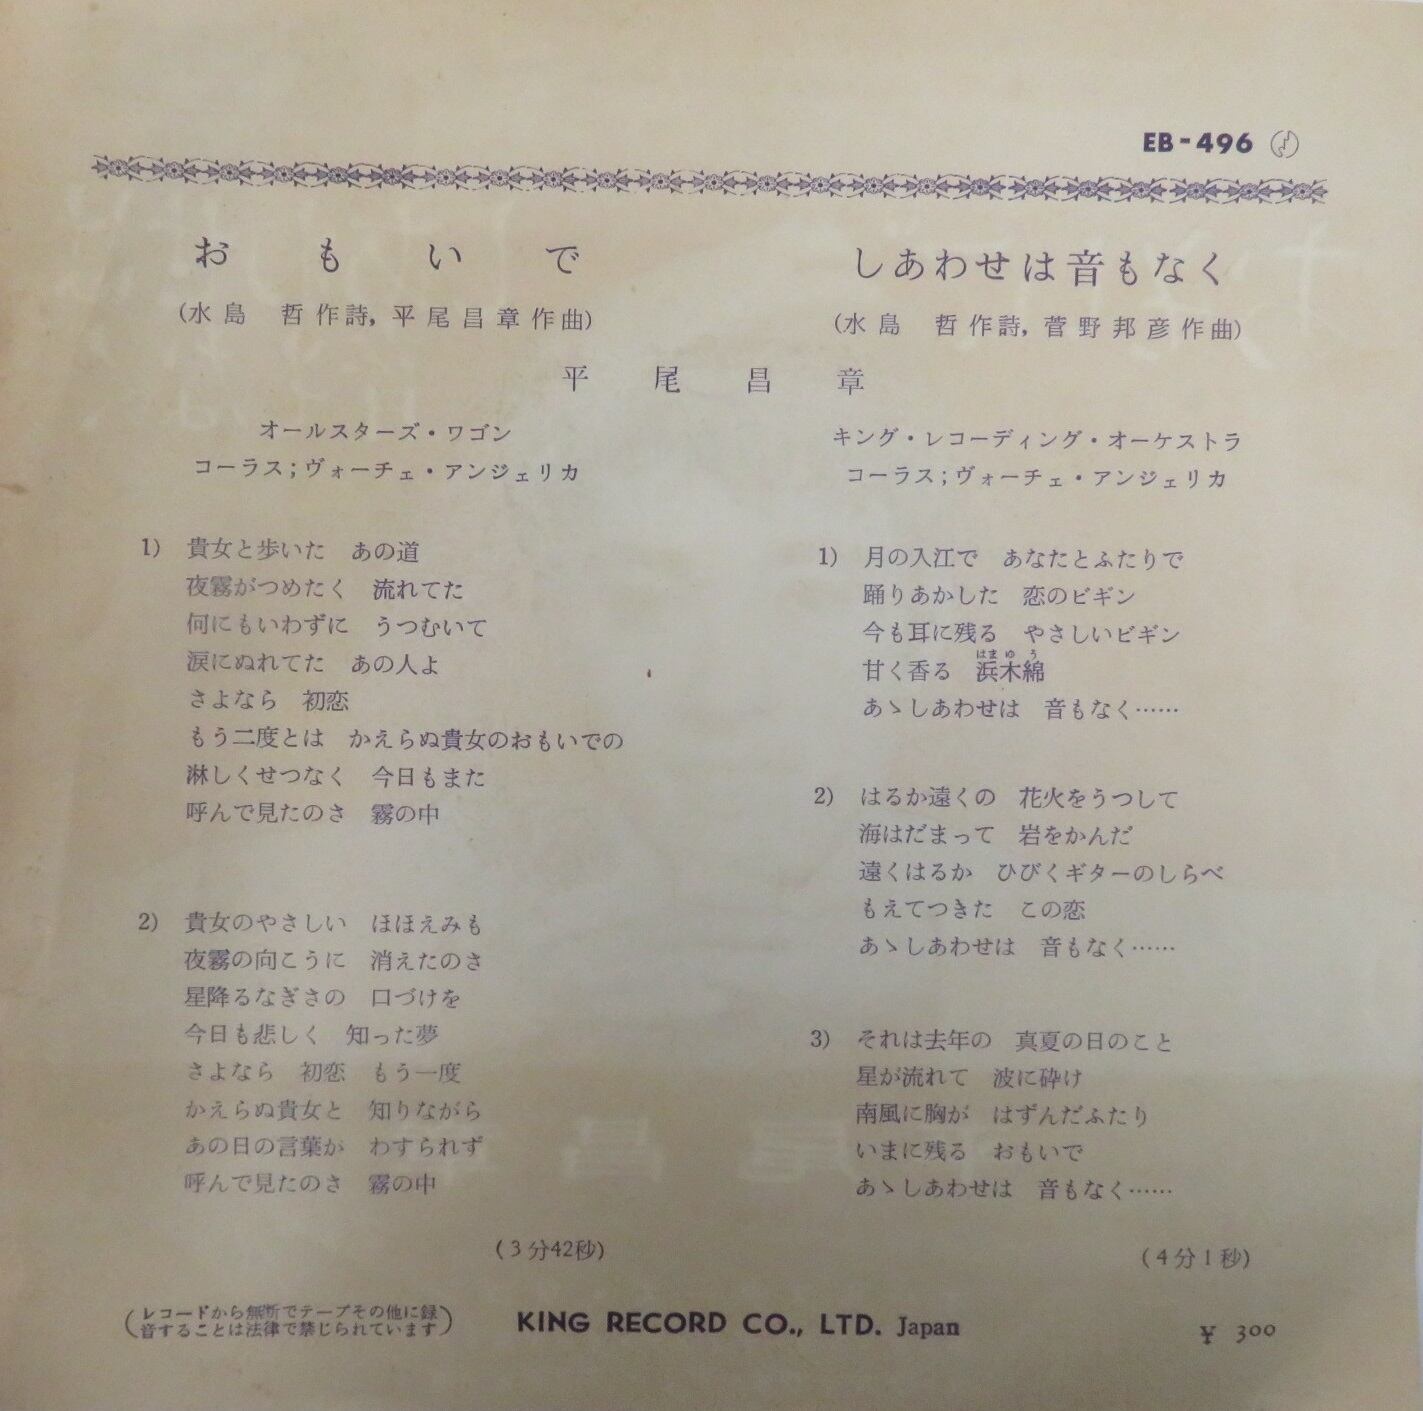 EB-496
おもいで
(水島 哲作詩, 平尾昌章作曲)
しあわせは音もなく
(水島 哲作詩, 菅野邦彦作曲)
平尾昌章
オールスターズ・ワゴン
コーラス;ヴォーチェ・アンジェリカ
キング・レコーディング・オーケストラ
コーラス;ヴォーチェ・アンジェリカ
1) 貴女と歩いた あの道
夜霧がつめたく 流れてた
何にもいわずに うつむいて
涙にぬれてた あの人よ
さよなら 初恋
もう二度とは かえらぬ貴女のおもいでの
淋しくせつなく 今日もまた
呼んで見たのさ 霧の中
2) 貴女のやさしい ほほえみも
夜霧の向こうに 消えたのさ
星降るなぎさの 口づけを
今日も悲しく 知った夢
さよなら 初恋 もう一度
かえらぬ貴女と 知りながら
あの日の言葉が わすられず
呼んで見たのさ 霧の中
(3分42秒)
1) 月の入江で あなたとふたりで
踊りあかした 恋のビギン
今も耳に残る やさしいビギン
はまゆう
甘く香る 浜木綿
あゝしあわせは 音もなく……
2) はるか遠くの 花火をうつして
海はだまって 岩をかんだ
遠くはるか ひびくギターのしらべ
もえてつきた この恋
あゝしあわせは 音もなく……
3) それは去年の 真夏の日のこと
星が流れて 波に砕け
南風に胸が はずんだふたり
いまに残る おもいで
あゝしあわせは 音もなく……
(4分1秒)
(レコードから無断でテープその他に録
音することは法律で禁じられています)
KING RECORD CO., LTD. Japan
¥ 300